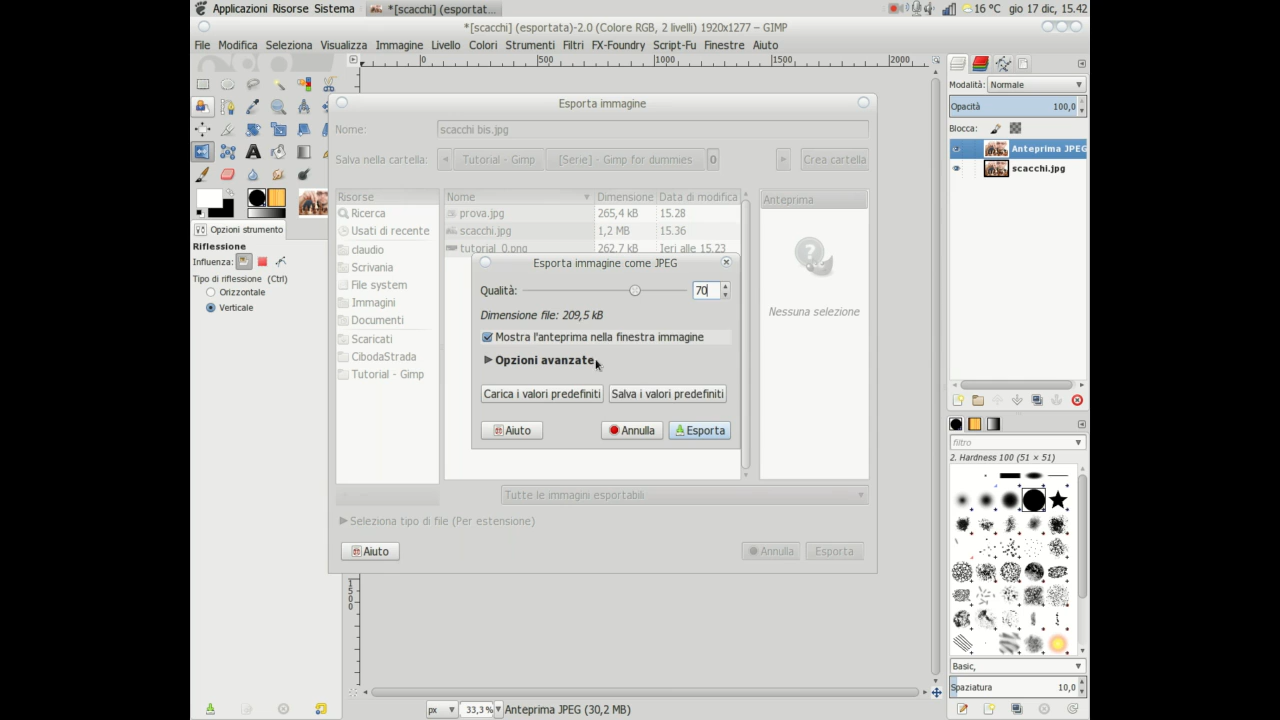 Applicazioni Risorse Sistema *[scacchi] (esportat... 16 °C gio 17 dic, 15.42
*[scacchi] (esportata)-2.0 (Colore RGB, 2 livelli) 1920x1277 – GIMP
File Modifica Seleziona Visualizza Immagine Livello Colori Strumenti Filtri FX-Foundry Script-Fu Finestre Aiuto
0 500 1000 1500 2000
Modalità: Normale
Opacità 100,0
Blocca:
Anteprima JPEG
scacchi.jpg
Opzioni strumento
Riflessione
Influenza:
Tipo di riflessione (Ctrl)
Orizzontale
Verticale
Esporta immagine
Nome: scacchi bis.jpg
Salva nella cartella: Tutorial - Gimp [Serie] - Gimp for dummies 0 Crea cartella
Risorse
Ricerca
Usati di recente
claudio
Scrivania
File system
Immagini
Documenti
Scaricati
CibodaStrada
Tutorial - Gimp
Nome Dimensione Data di modifica
prova.jpg 265,4 kB 15.28
scacchi.jpg 1,2 MB 15.36
tutorial_0.png 262,7 kB Ieri alle 15.23
Anteprima
Nessuna selezione
Esporta immagine come JPEG
Qualità: 70
Dimensione file: 209,5 kB
Mostra l'anteprima nella finestra immagine
Opzioni avanzate
Carica i valori predefiniti Salva i valori predefiniti
Aiuto Annulla Esporta
Tutte le immagini esportabili
Seleziona tipo di file (Per estensione)
Aiuto Annulla Esporta
1500
filtro
2. Hardness 100 (51 × 51)
Basic,
Spaziatura 10,0
px 33,3 % Anteprima JPEG (30,2 MB)